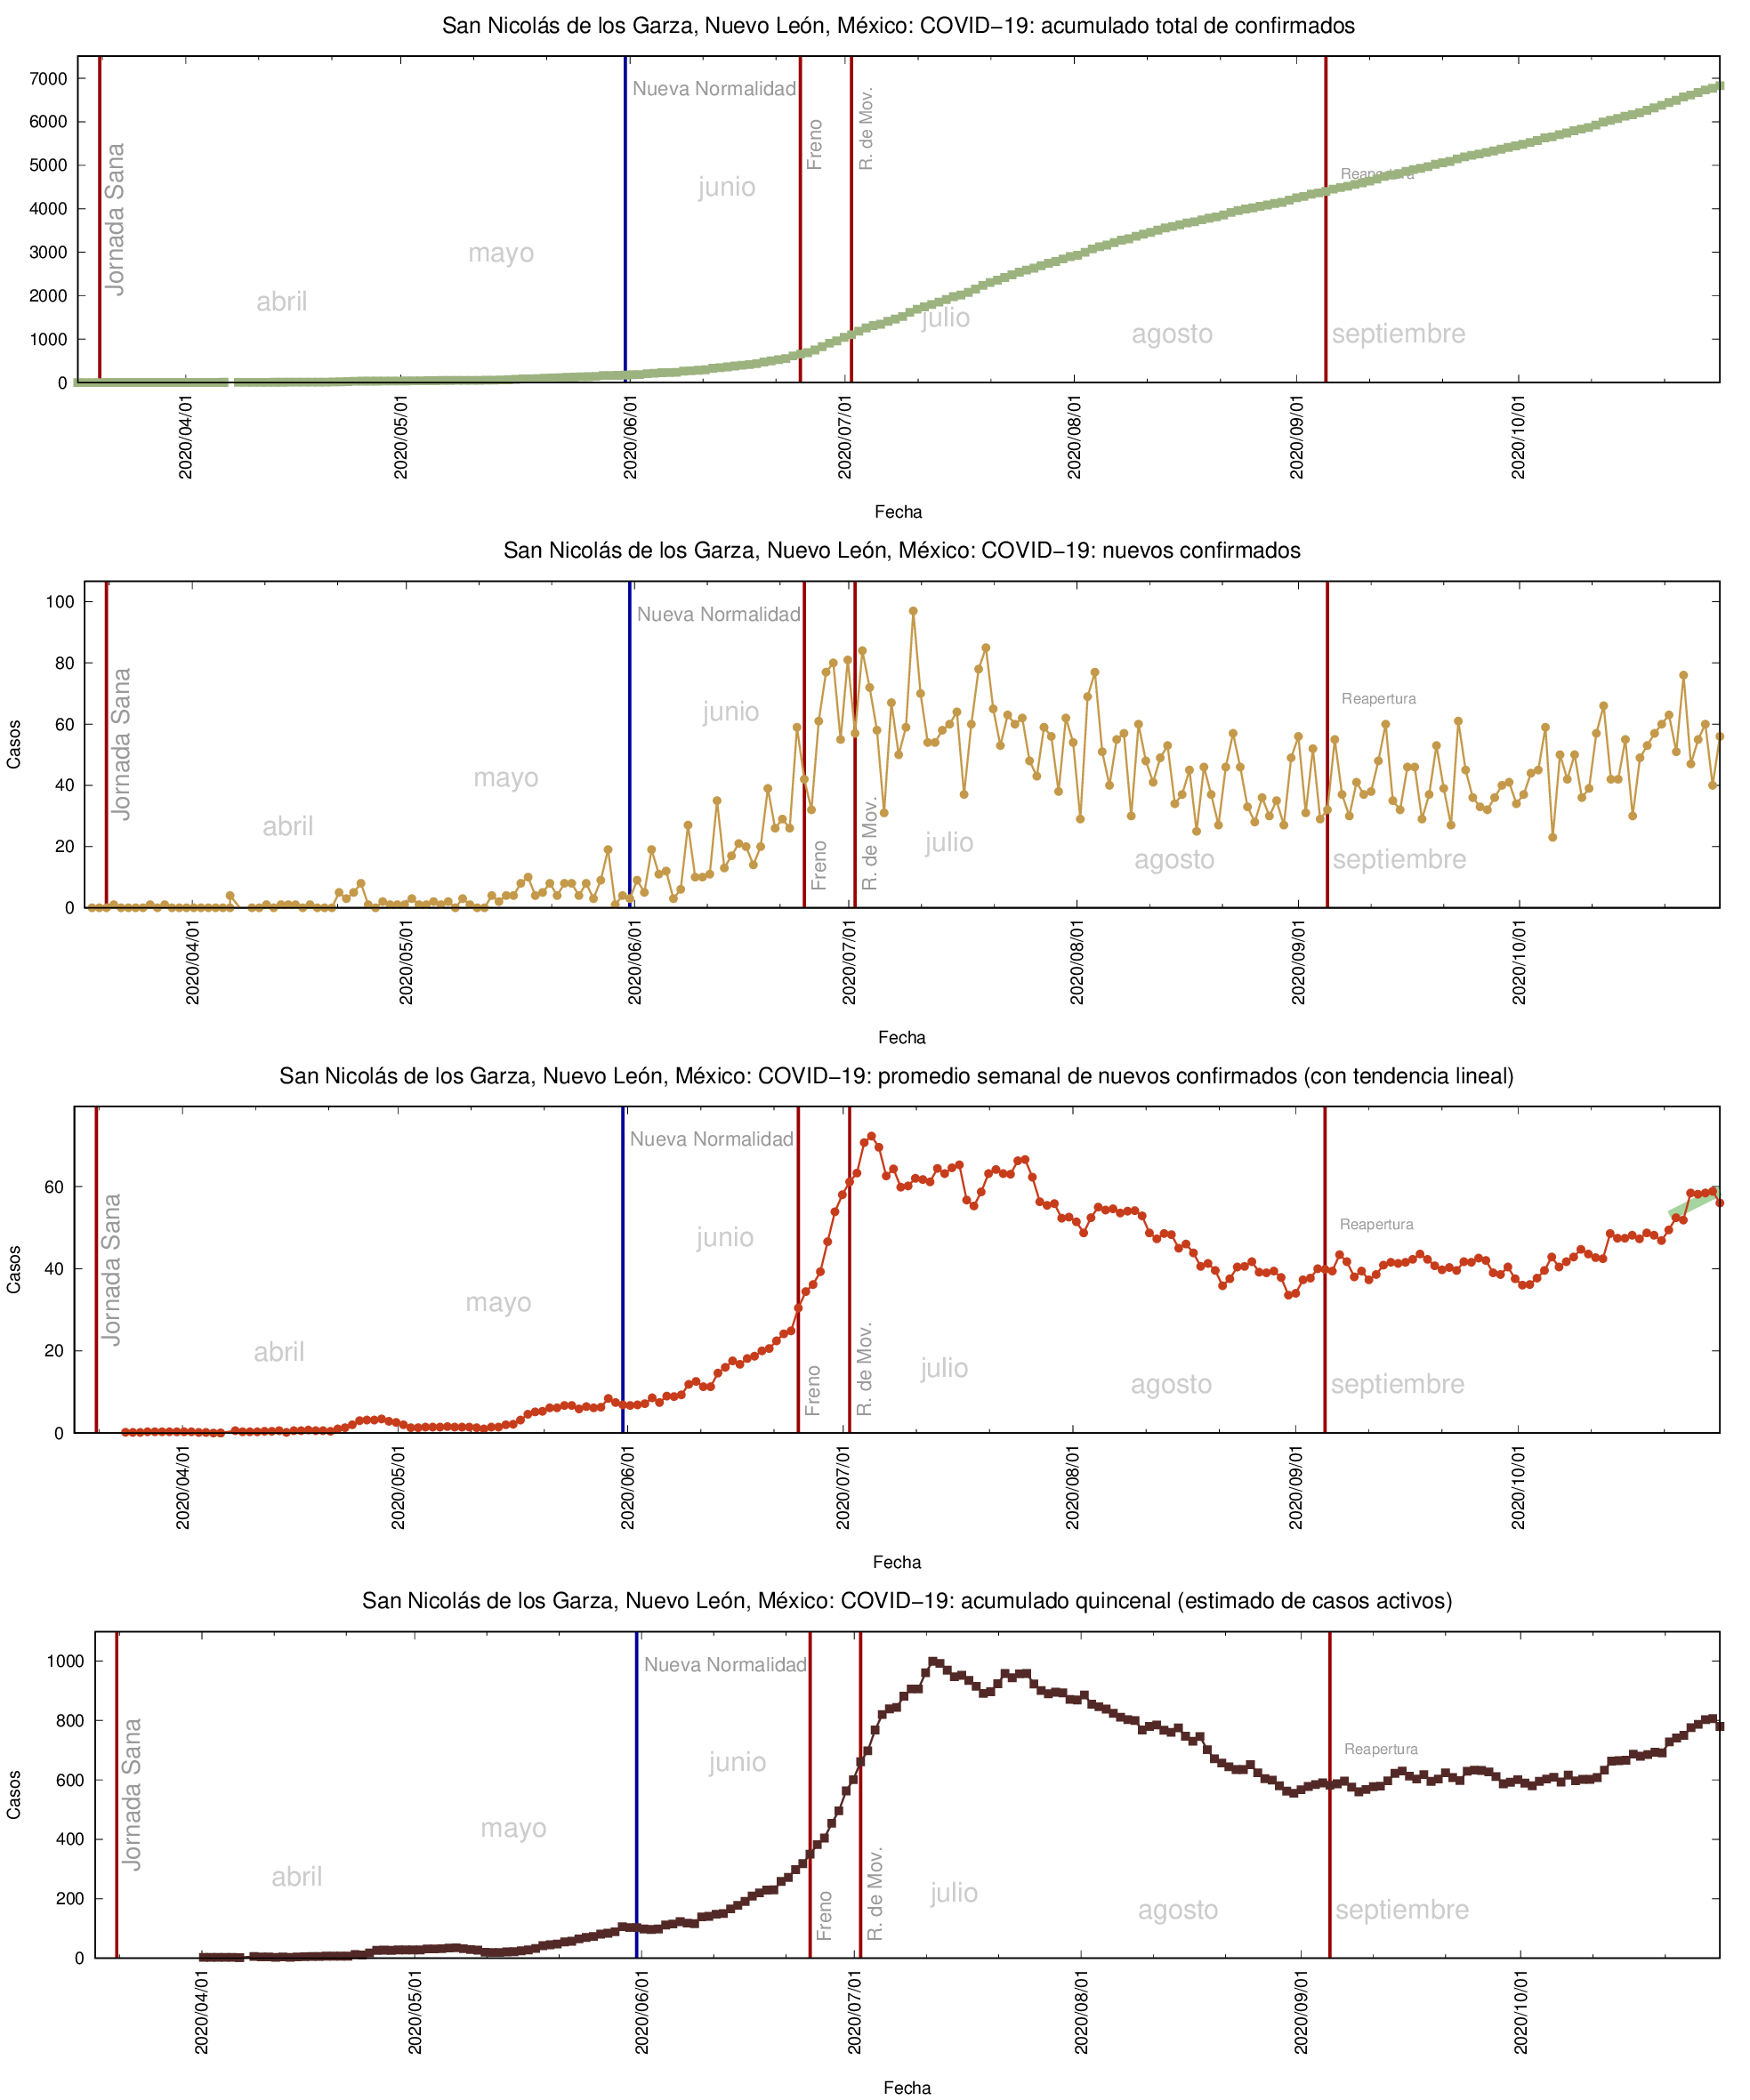 San Nicolás de los Garza, Nuevo León, México: COVID−19: acumulado total de confirmados
7000
6000
5000
4000
3000
2000
1000
0
Jornada Sana
abril
mayo
Nueva Normalidad
junio
Freno
R. de Mov.
julio
agosto
Reapertura
septiembre
2020/04/01
2020/05/01
2020/06/01
2020/07/01
2020/08/01
2020/09/01
2020/10/01
Fecha
San Nicolás de los Garza, Nuevo León, México: COVID−19: nuevos confirmados
Casos
100
80
60
40
20
0
Jornada Sana
abril
mayo
Nueva Normalidad
junio
Freno
R. de Mov.
julio
agosto
Reapertura
septiembre
2020/04/01
2020/05/01
2020/06/01
2020/07/01
2020/08/01
2020/09/01
2020/10/01
Fecha
San Nicolás de los Garza, Nuevo León, México: COVID−19: promedio semanal de nuevos confirmados (con tendencia lineal)
Casos
60
40
20
0
Jornada Sana
abril
mayo
Nueva Normalidad
junio
Freno
R. de Mov.
julio
agosto
Reapertura
septiembre
2020/04/01
2020/05/01
2020/06/01
2020/07/01
2020/08/01
2020/09/01
2020/10/01
Fecha
San Nicolás de los Garza, Nuevo León, México: COVID−19: acumulado quincenal (estimado de casos activos)
Casos
1000
800
600
400
200
0
Jornada Sana
abril
mayo
Nueva Normalidad
junio
Freno
R. de Mov.
julio
agosto
Reapertura
septiembre
2020/04/01
2020/05/01
2020/06/01
2020/07/01
2020/08/01
2020/09/01
2020/10/01
Fecha